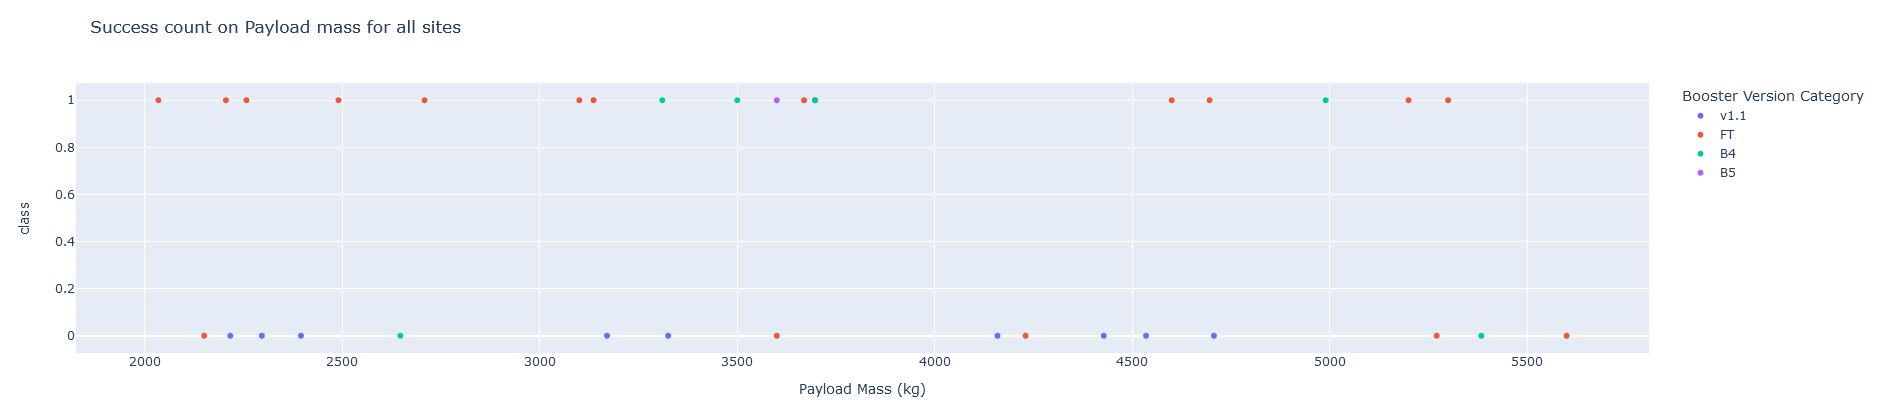 Success count on Payload mass for all sites
Booster Version Category
v1.1
FT
B4
B5
class
1
0.8
0.6
0.4
0.2
0
2000 2500 3000 3500 4000 4500 5000 5500
Payload Mass (kg)